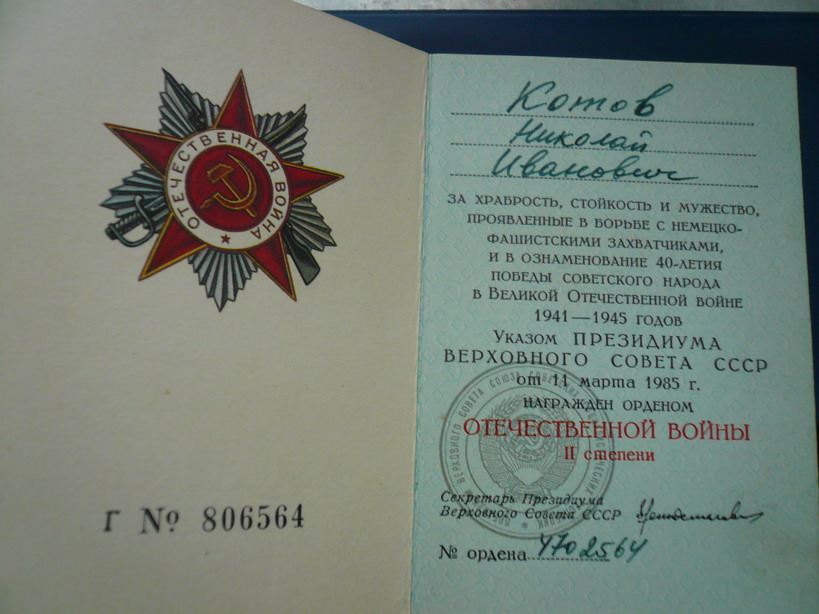 ОТЕЧЕСТВЕННАЯ ВОЙНА
Г № 806564
Котов
Николай
Иванович
ЗА ХРАБРОСТЬ, СТОЙКОСТЬ И МУЖЕСТВО,
ПРОЯВЛЕННЫЕ В БОРЬБЕ С НЕМЕЦКО-
ФАШИСТСКИМИ ЗАХВАТЧИКАМИ,
И В ОЗНАМЕНОВАНИЕ 40-ЛЕТИЯ
ПОБЕДЫ СОВЕТСКОГО НАРОДА
В ВЕЛИКОЙ ОТЕЧЕСТВЕННОЙ ВОЙНЕ
1941—1945 ГОДОВ
УКАЗОМ ПРЕЗИДИУМА
ВЕРХОВНОГО СОВЕТА СССР
от 11 марта 1985 г.
НАГРАЖДЕН ОРДЕНОМ
ОТЕЧЕСТВЕННОЙ ВОЙНЫ
II степени
Секретарь Президиума
Верховного Совета СССР
№ ордена 4702564